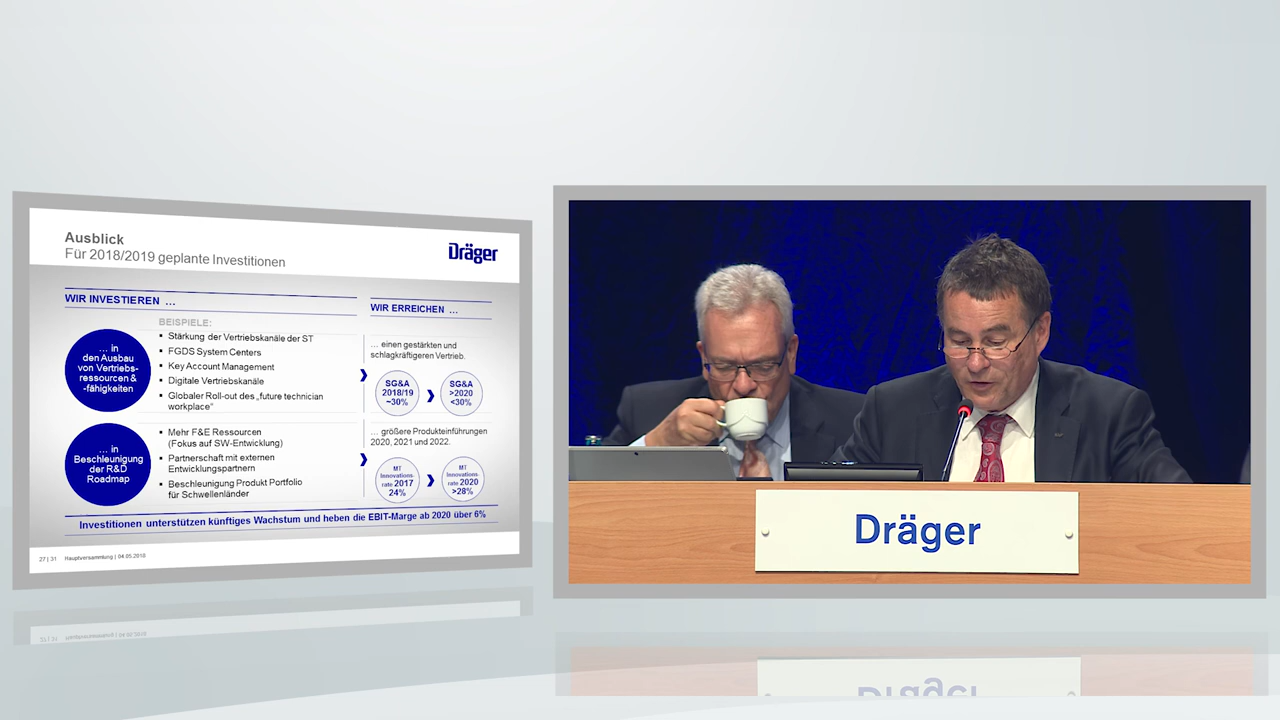 Ausblick
Für 2018/2019 geplante Investitionen
Dräger
WIR INVESTIEREN …
WIR ERREICHEN …
BEISPIELE:
… in
den Ausbau
von Vertriebs-
ressourcen &
-fähigkeiten
▪ Stärkung der Vertriebskanäle der ST
▪ FGDS System Centers
▪ Key Account Management
▪ Digitale Vertriebskanäle
▪ Globaler Roll-out des „future technician
workplace“
… einen gestärkten und
schlagkräftigeren Vertrieb.
SG&A
2018/19
~30%
SG&A
>2020
<30%
… in
Beschleunigung
der R&D
Roadmap
▪ Mehr F&E Ressourcen
(Fokus auf SW-Entwicklung)
▪ Partnerschaft mit externen
Entwicklungspartnern
▪ Beschleunigung Produkt Portfolio
für Schwellenländer
… größere Produkteinführungen
2020, 2021 und 2022.
MT
Innovations-
rate 2017
24%
MT
Innovations-
rate 2020
>28%
Investitionen unterstützen künftiges Wachstum und heben die EBIT-Marge ab 2020 über 6%
27 | 31 Hauptversammlung | 04.05.2018
Dräger